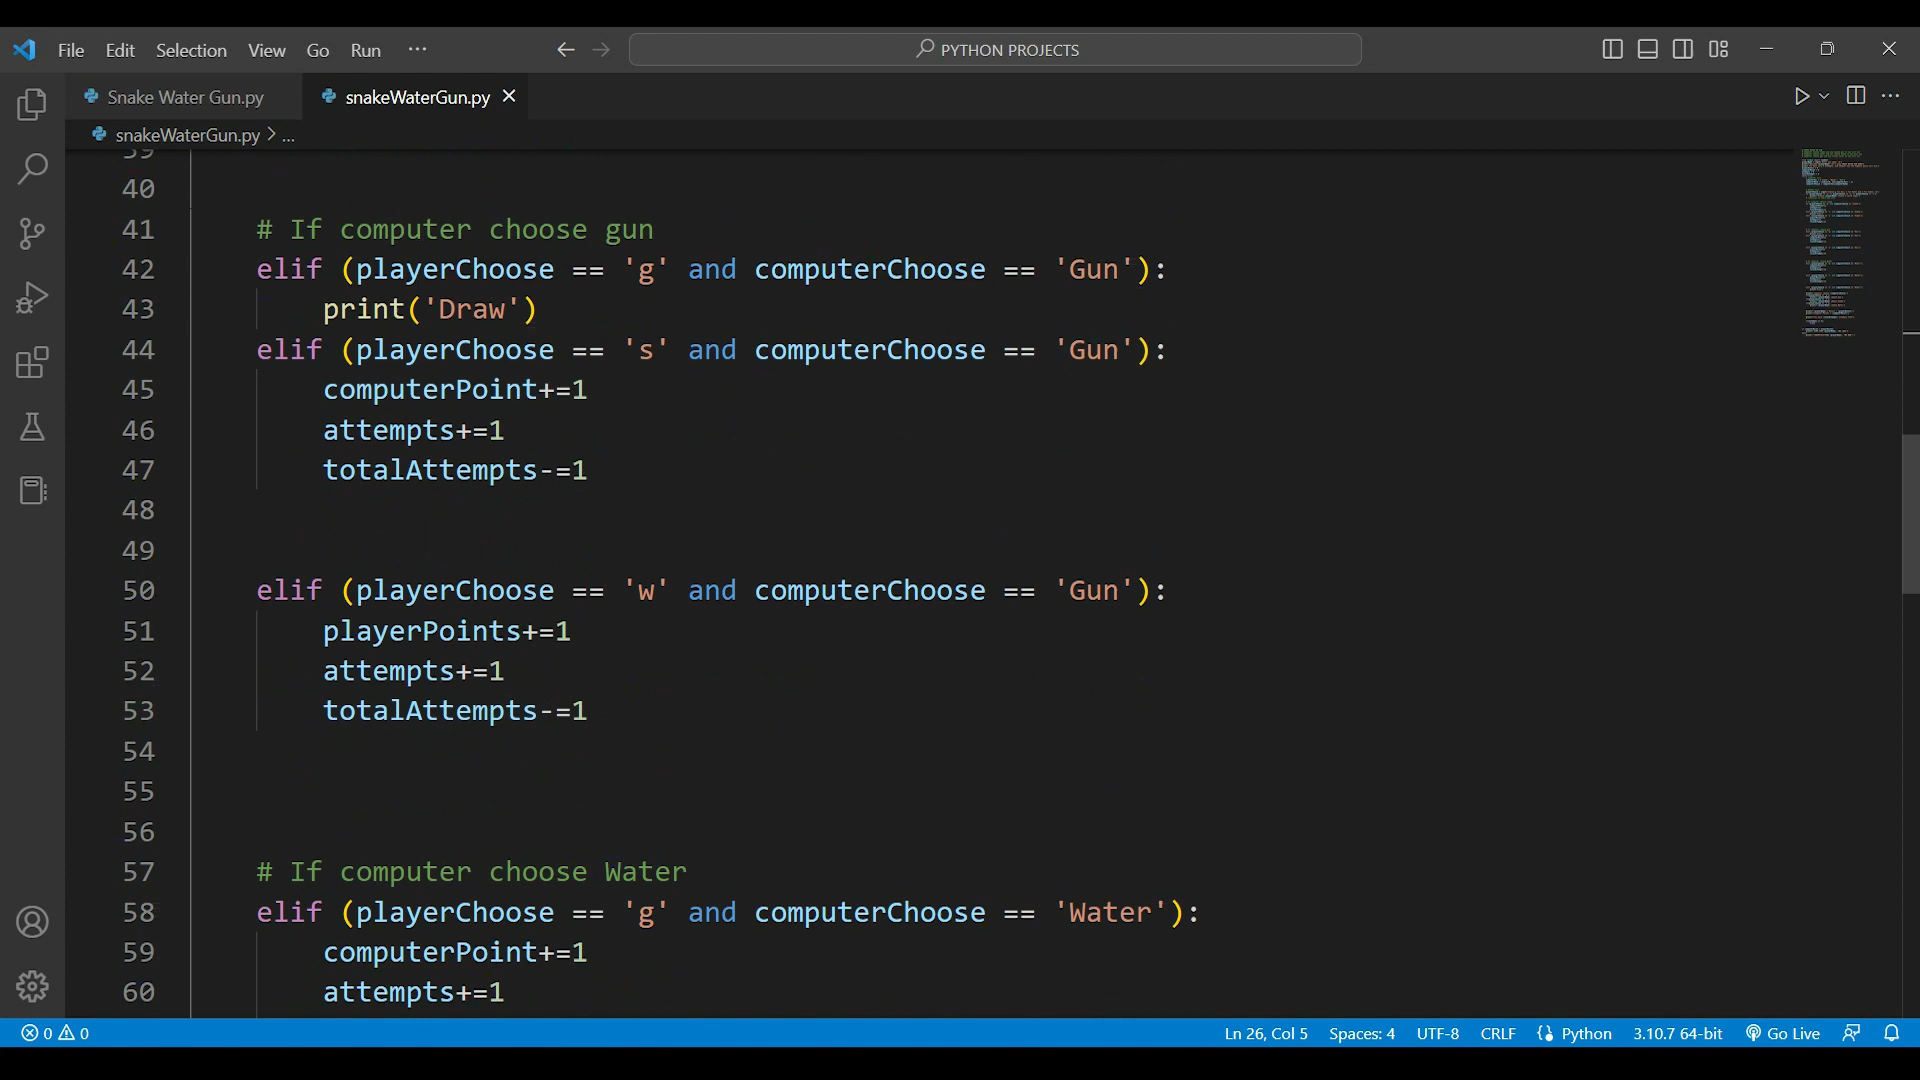 File Edit Selection View Go Run ···
PYTHON PROJECTS
Snake Water Gun.py
snakeWaterGun.py
snakeWaterGun.py > ...
39
40
41 # If computer choose gun
42 elif (playerChoose == 'g' and computerChoose == 'Gun'):
43 print('Draw')
44 elif (playerChoose == 's' and computerChoose == 'Gun'):
45 computerPoint+=1
46 attempts+=1
47 totalAttempts-=1
48
49
50 elif (playerChoose == 'w' and computerChoose == 'Gun'):
51 playerPoints+=1
52 attempts+=1
53 totalAttempts-=1
54
55
56
57 # If computer choose Water
58 elif (playerChoose == 'g' and computerChoose == 'Water'):
59 computerPoint+=1
60 attempts+=1
0 0 Ln 26, Col 5 Spaces: 4 UTF-8 CRLF Python 3.10.7 64-bit Go Live